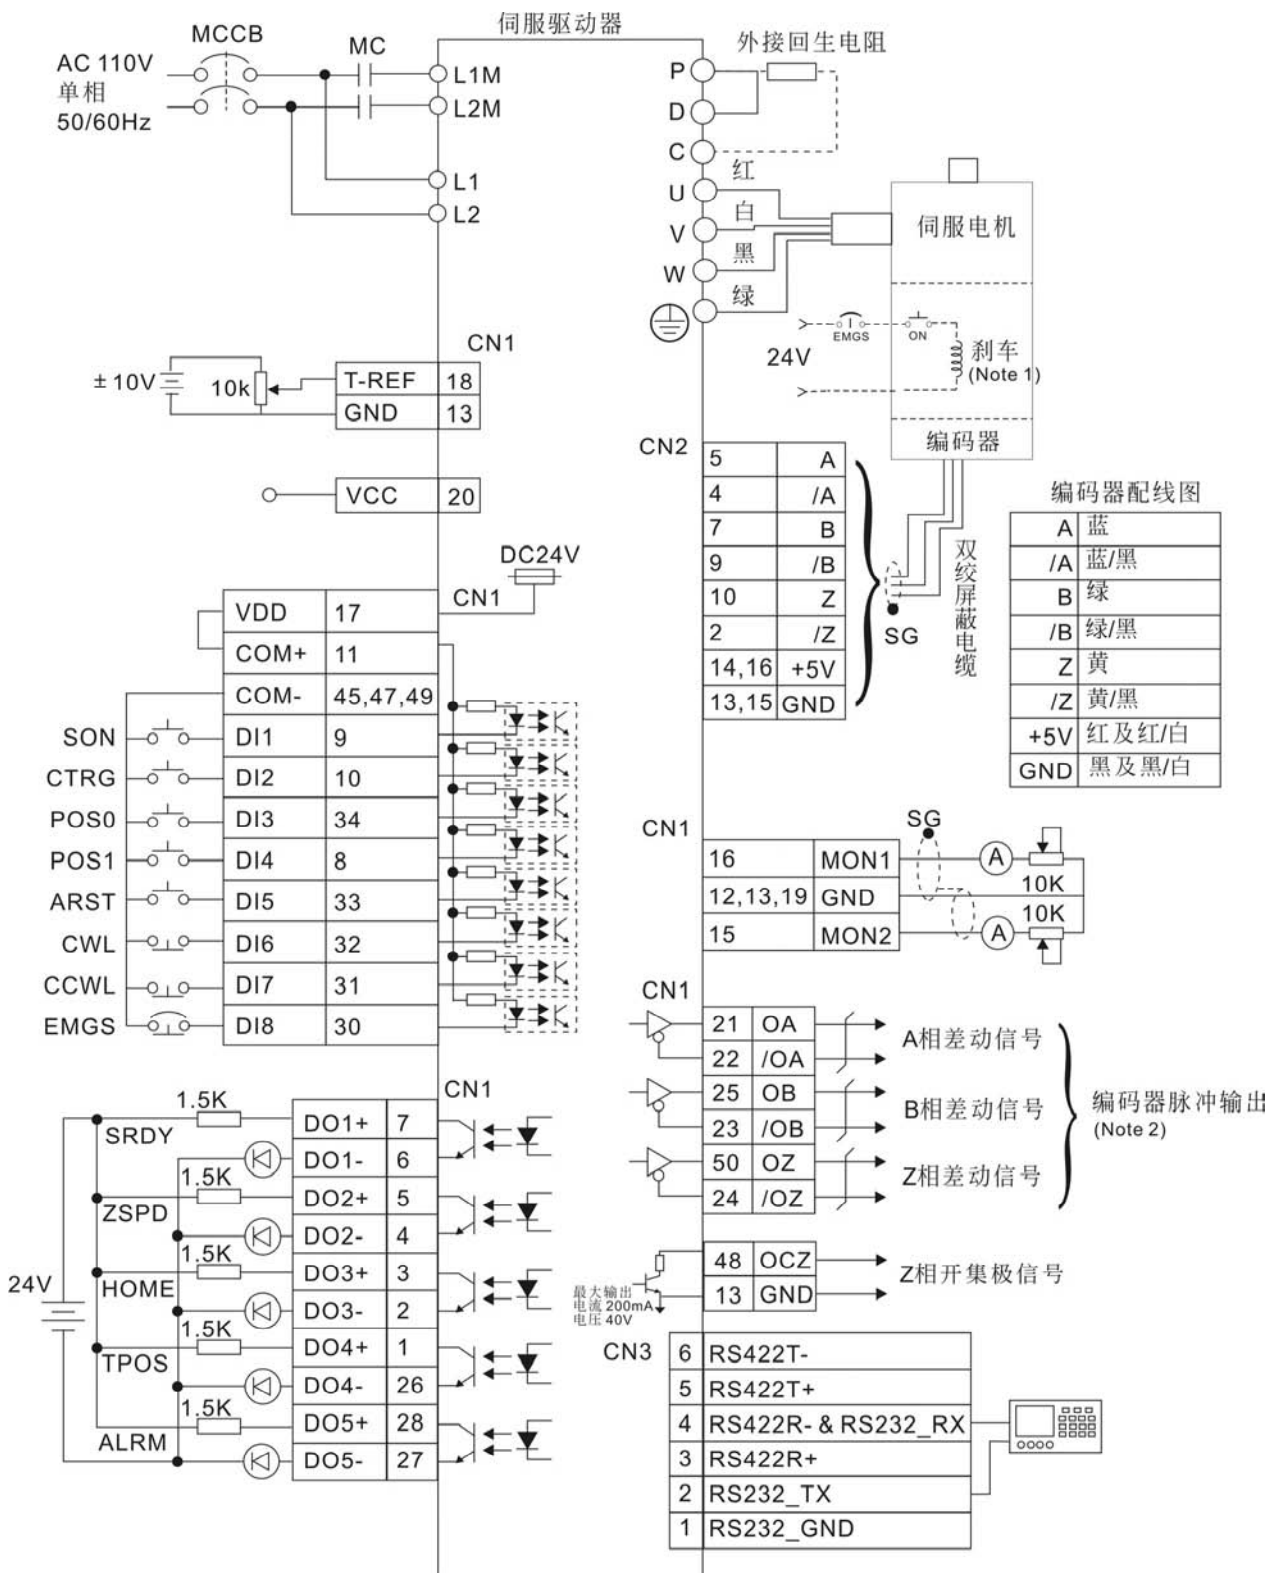 伺服驱动器
MCCB
MC
AC 110V
单相
50/60Hz
L1M
L2M
L1
L2
外接回生电阻
P
D
C
U
V
W
红
白
黑
绿
伺服电机
24V
EMGS
ON
刹车
(Note 1)
编码器
CN1
±10V
10k
T-REF 18
GND 13
VCC 20
CN2
5 A
4 /A
7 B
9 /B
10 Z
2 /Z
14,16 +5V
13,15 GND
SG
双绞屏蔽电缆
编码器配线图
A 蓝
/A 蓝/黑
B 绿
/B 绿/黑
Z 黄
/Z 黄/黑
+5V 红及红/白
GND 黑及黑/白
DC24V
CN1
VDD 17
COM+ 11
COM- 45,47,49
SON DI1 9
CTRG DI2 10
POS0 DI3 34
POS1 DI4 8
ARST DI5 33
CWL DI6 32
CCWL DI7 31
EMGS DI8 30
CN1
SG
16 MON1 A
10K
12,13,19 GND
10K
15 MON2 A
CN1
21 OA
22 /OA
A相差动信号
25 OB
23 /OB
B相差动信号
50 OZ
24 /OZ
Z相差动信号
编码器脉冲输出
(Note 2)
48 OCZ
13 GND
Z相开集极信号
最大输出
电流 200mA
电压 40V
CN1
24V
1.5K
SRDY
DO1+ 7
DO1- 6
1.5K
ZSPD
DO2+ 5
DO2- 4
1.5K
HOME
DO3+ 3
DO3- 2
1.5K
TPOS
DO4+ 1
DO4- 26
1.5K
ALRM
DO5+ 28
DO5- 27
CN3
6 RS422T-
5 RS422T+
4 RS422R- & RS232_RX
3 RS422R+
2 RS232_TX
1 RS232_GND